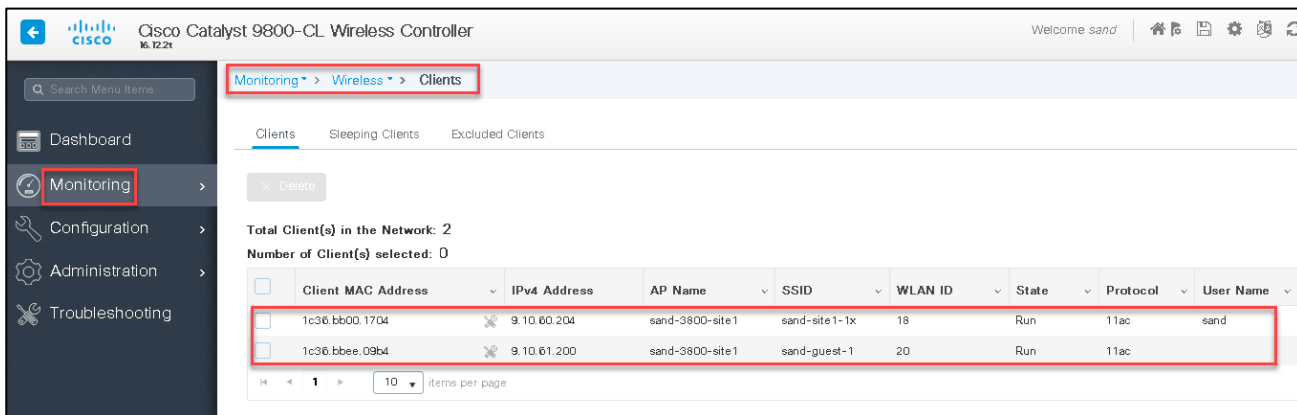 CISCO Cisco Catalyst 9800-CL Wireless Controller Welcome sand
16.12.2t
Search Menu Items
Dashboard
Monitoring
Configuration
Administration
Troubleshooting
Monitoring > Wireless > Clients
Clients Sleeping Clients Excluded Clients
× Delete
Total Client(s) in the Network: 2
Number of Client(s) selected: 0
Client MAC Address IPv4 Address AP Name SSID WLAN ID State Protocol User Name
1c36.bb00.1704 9.10.60.204 sand-3800-site1 sand-site1-1x 18 Run 11ac sand
1c36.bbee.09b4 9.10.61.200 sand-3800-site1 sand-guest-1 20 Run 11ac
1 10 items per page